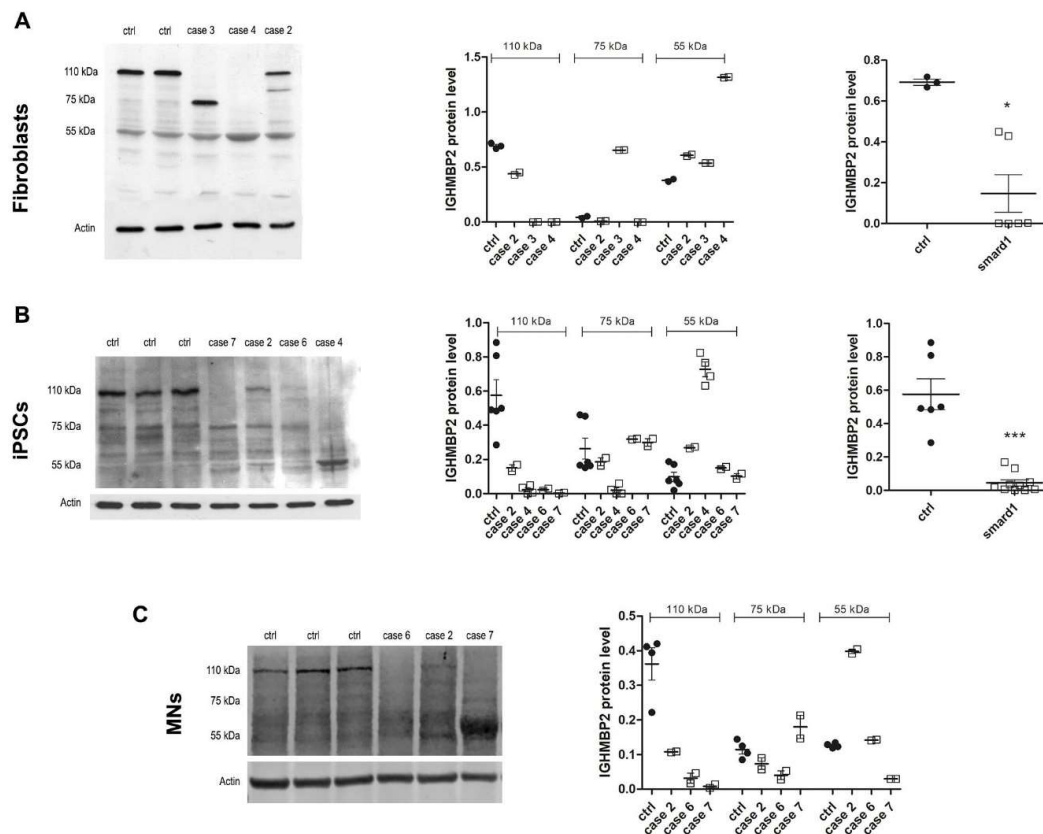 A
Fibroblasts
ctrl ctrl case 3 case 4 case 2
110 kDa
75 kDa
55 kDa
Actin
110 kDa 75 kDa 55 kDa
IGHMBP2 protein level
1.5
1.0
0.5
0.0
ctrl case 2 case 3 case 4 ctrl case 2 case 3 case 4 ctrl case 2 case 3 case 4
IGHMBP2 protein level
0.8
0.6
0.4
0.2
0.0
*
ctrl smard1
B
iPSCs
ctrl ctrl ctrl case 7 case 2 case 6 case 4
110 kDa
75 kDa
55 kDa
Actin
110 kDa 75 kDa 55 kDa
IGHMBP2 protein level
1.0
0.8
0.6
0.4
0.2
0.0
ctrl case 2 case 4 case 6 case 7 ctrl case 2 case 4 case 6 case 7 ctrl case 2 case 4 case 6 case 7
IGHMBP2 protein level
1.0
0.8
0.6
0.4
0.2
0.0
***
ctrl smard1
C
MNs
ctrl ctrl ctrl case 6 case 2 case 7
110 kDa
75 kDa
55 kDa
Actin
110 kDa 75 kDa 55 kDa
IGHMBP2 protein level
0.5
0.4
0.3
0.2
0.1
0.0
ctrl case 2 case 6 case 7 ctrl case 2 case 6 case 7 ctrl case 2 case 6 case 7